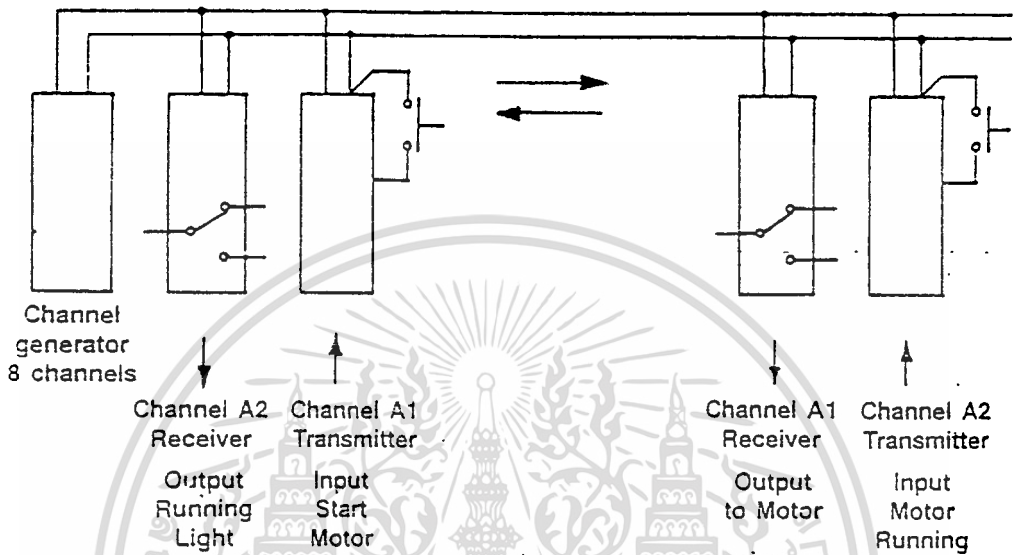 Channel
generator
8 channels
Channel A2
Receiver
Output
Running
Light
Channel A1
Transmitter
Input
Start
Motor
Channel A1
Receiver
Output
to Motor
Channel A2
Transmitter
Input
Motor
Running